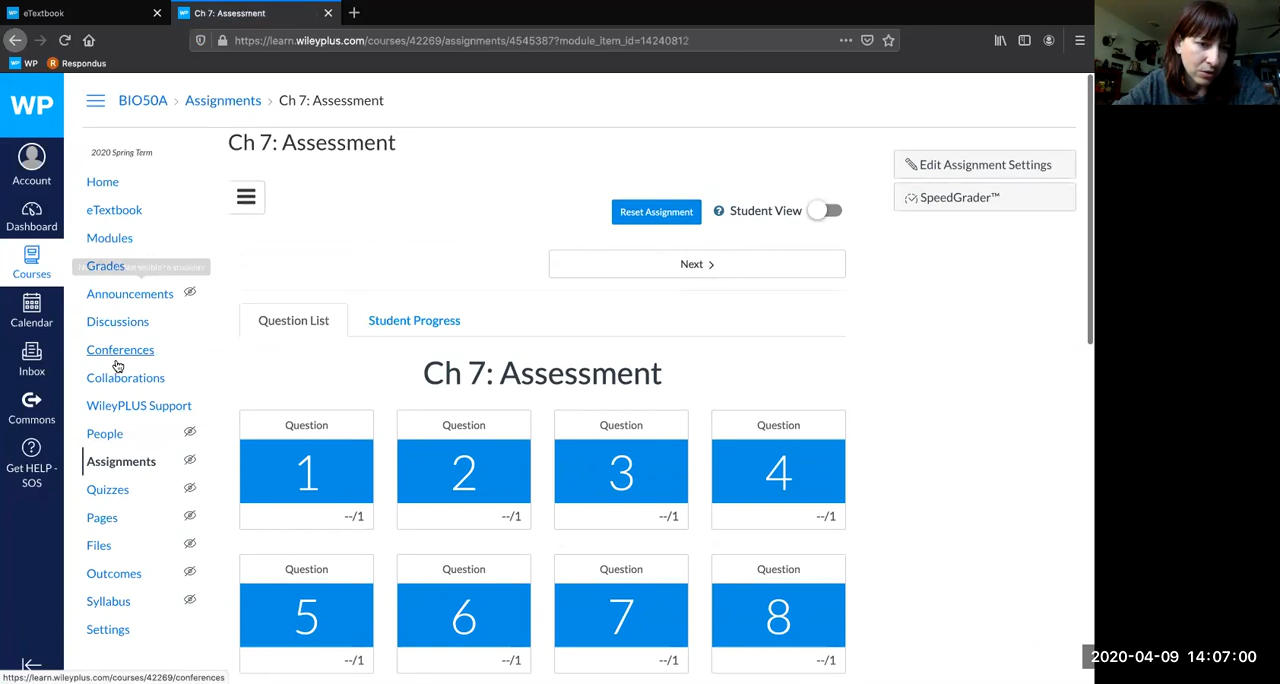 WP eTextbook
WP Ch 7: Assessment
https://learn.wileyplus.com/courses/42269/assignments/4545387?module_item_id=14240812
WP WP R Respondus
WP
Account
Dashboard
Courses
Calendar
Inbox
Commons
Get HELP -
SOS
BIO50A > Assignments > Ch 7: Assessment
2020 Spring Term
Home
eTextbook
Modules
Grades
Announcements
Discussions
Conferences
Collaborations
WileyPLUS Support
People
Assignments
Quizzes
Pages
Files
Outcomes
Syllabus
Settings
Ch 7: Assessment
Edit Assignment Settings
SpeedGrader™
Reset Assignment ? Student View
Next >
Question List Student Progress
Ch 7: Assessment
Question Question Question Question
1 2 3 4
--/1 --/1 --/1 --/1
Question Question Question Question
5 6 7 8
--/1 --/1 --/1 --/1
https://learn.wileyplus.com/courses/42269/conferences
2020-04-09 14:07:00